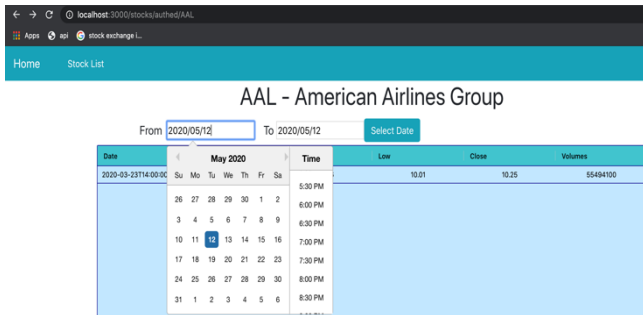 localhost:3000/stocks/authed/AAL
Apps api stock exchange i...
Home Stock List
AAL - American Airlines Group
From 2020/05/12 To 2020/05/12 Select Date
Date Low Close Volumes
2020-03-23T14:00:00 10.01 10.25 55494100
May 2020 Time
Su Mo Tu We Th Fr Sa
26 27 28 29 30 1 2
3 4 5 6 7 8 9
10 11 12 13 14 15 16
17 18 19 20 21 22 23
24 25 26 27 28 29 30
31 1 2 3 4 5 6
5:30 PM
6:00 PM
6:30 PM
7:00 PM
7:30 PM
8:00 PM
8:30 PM